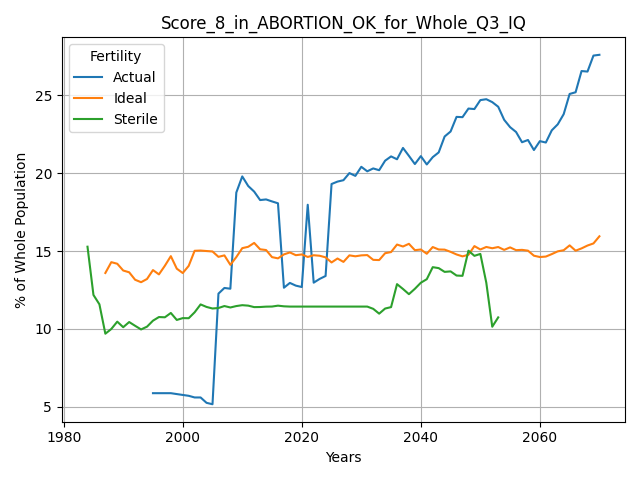 Score_8_in_ABORTION_OK_for_Whole_Q3_IQ
Fertility
Actual
Ideal
Sterile
% of Whole Population
25
20
15
10
5
1980
2000
2020
2040
2060
Years